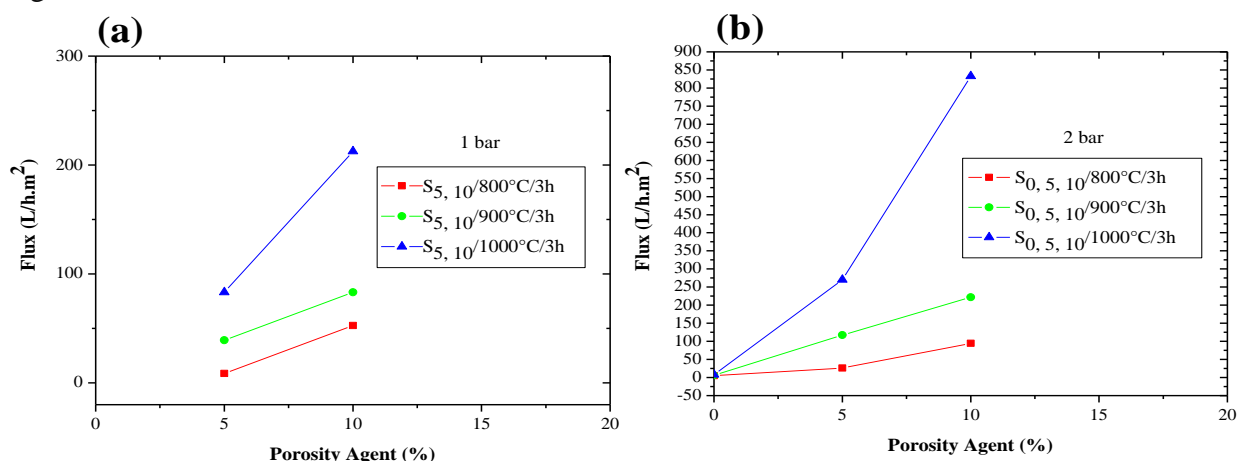 (a)
300
200
100
0
0
5
10
15
20
Flux (L/h.m²)
Porosity Agent (%)
1 bar
S5, 10/800°C/3h
S5, 10/900°C/3h
S5, 10/1000°C/3h
(b)
900
850
800
750
700
650
600
550
500
450
400
350
300
250
200
150
100
50
0
-50
0
5
10
15
20
Flux (L/h.m²)
Porosity Agent (%)
2 bar
S0, 5, 10/800°C/3h
S0, 5, 10/900°C/3h
S0, 5, 10/1000°C/3h